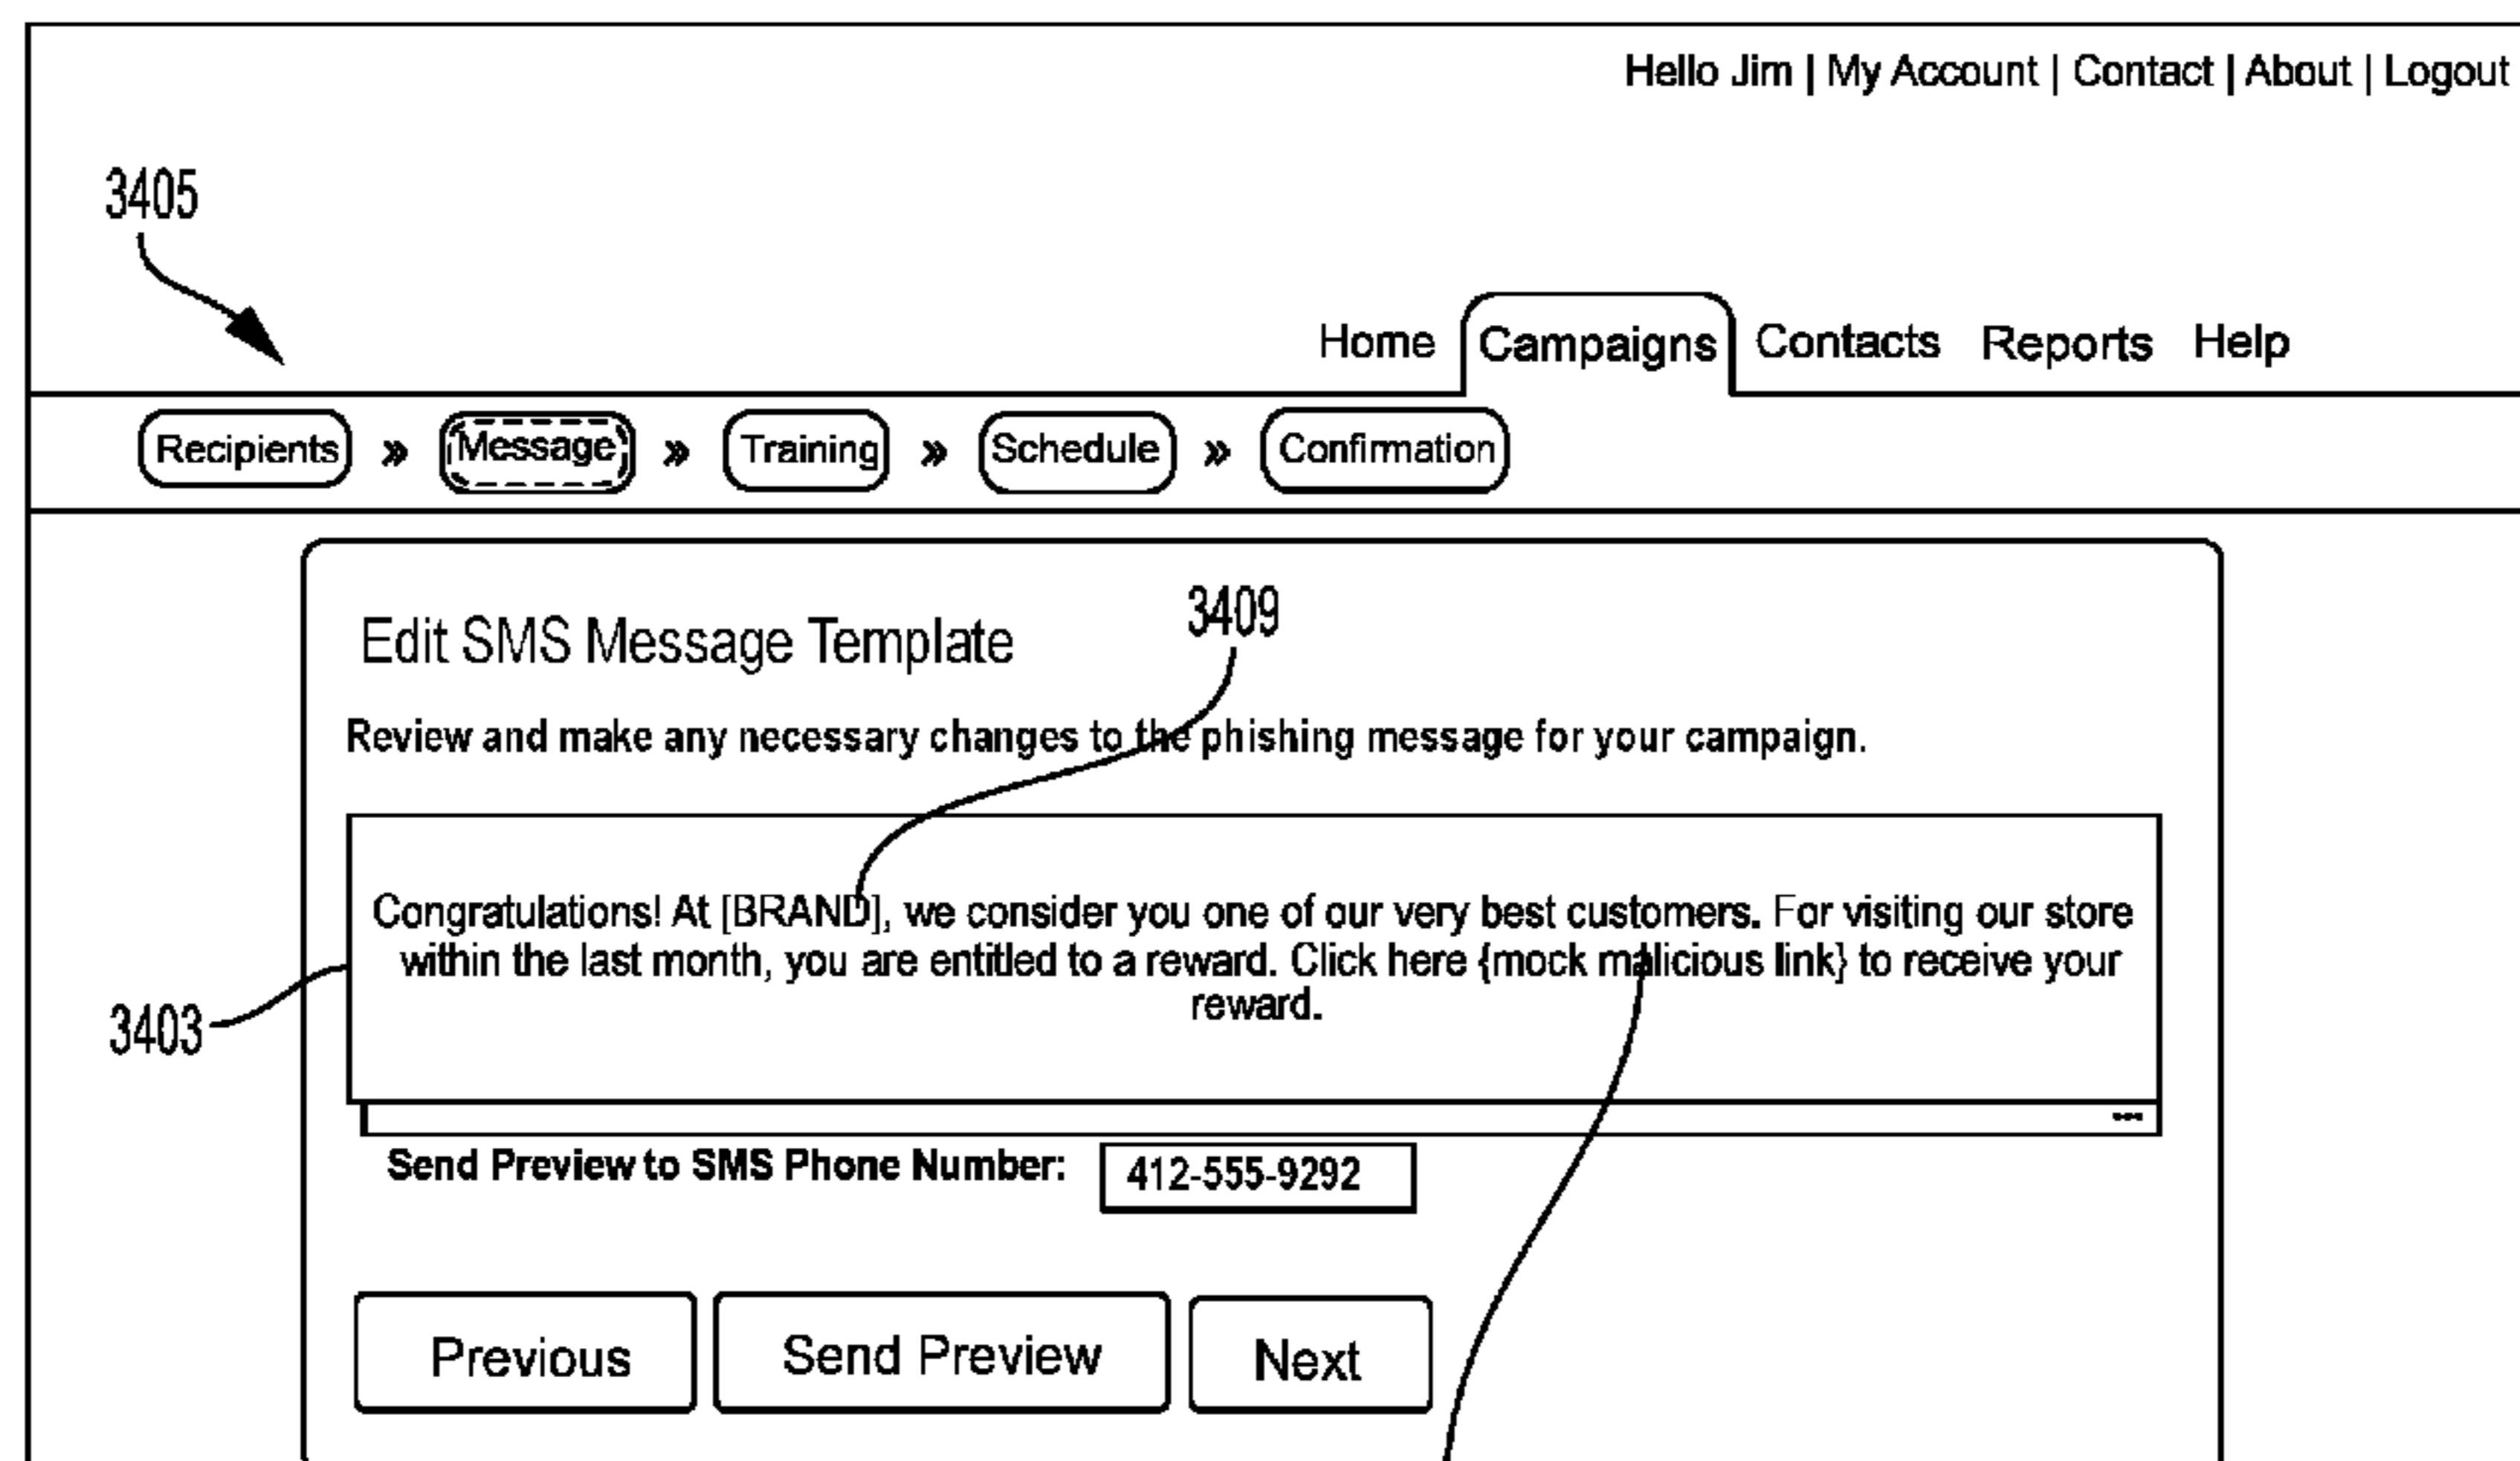 Hello Jim | My Account | Contact | About | Logout
3405
Home Campaigns Contacts Reports Help
Recipients » Message » Training » Schedule » Confirmation
3409
Edit SMS Message Template
Review and make any necessary changes to the phishing message for your campaign.
Congratulations! At [BRAND], we consider you one of our very best customers. For visiting our store
within the last month, you are entitled to a reward. Click here {mock malicious link} to receive your
reward.
3403
Send Preview to SMS Phone Number: 412-555-9292
Previous Send Preview Next